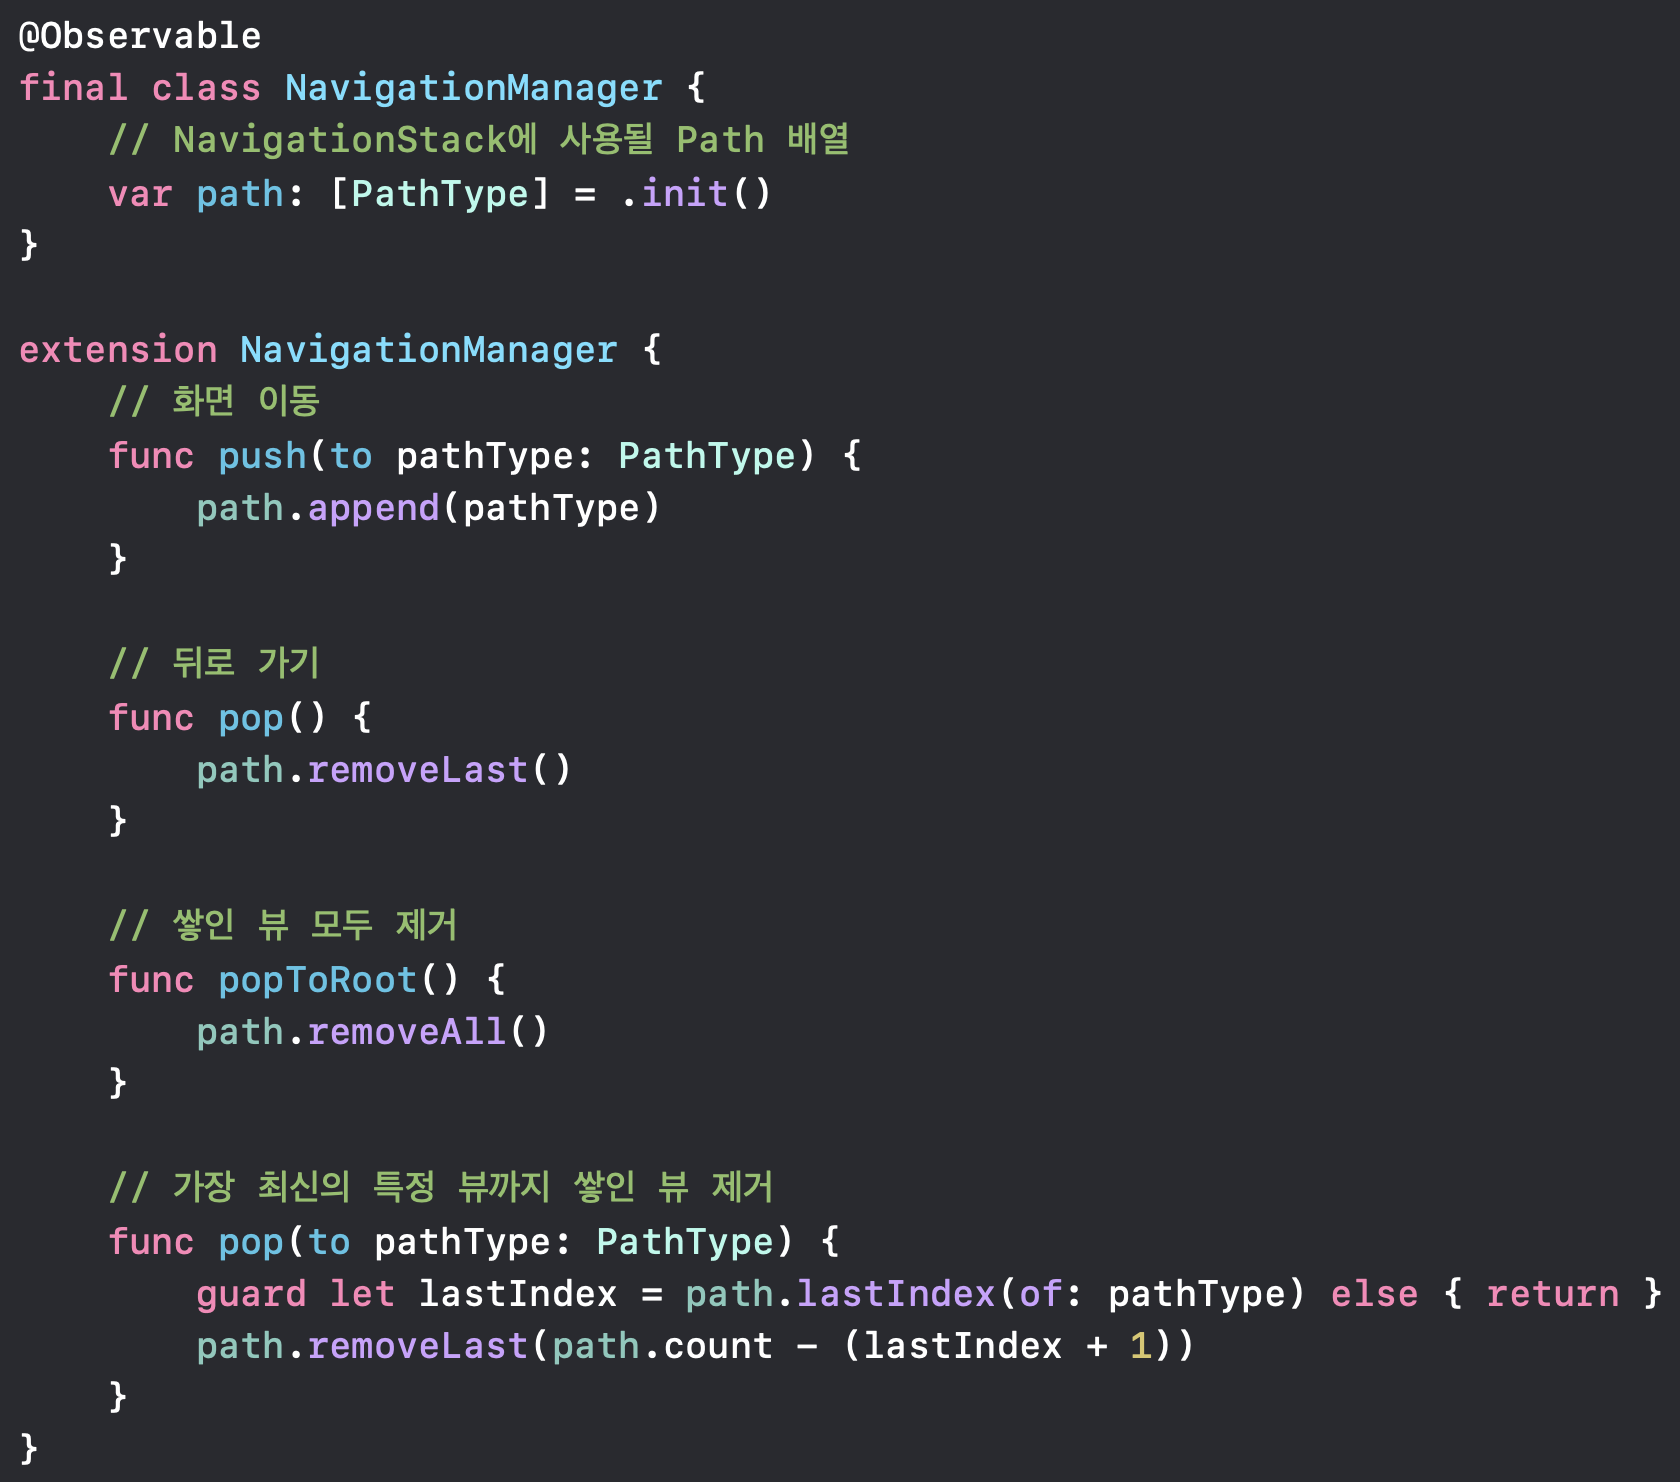 @Observable
final class NavigationManager {
    // NavigationStack에 사용될 Path 배열
    var path: [PathType] = .init()
}

extension NavigationManager {
    // 화면 이동
    func push(to pathType: PathType) {
        path.append(pathType)
    }

    // 뒤로 가기
    func pop() {
        path.removeLast()
    }

    // 쌓인 뷰 모두 제거
    func popToRoot() {
        path.removeAll()
    }

    // 가장 최신의 특정 뷰까지 쌓인 뷰 제거
    func pop(to pathType: PathType) {
        guard let lastIndex = path.lastIndex(of: pathType) else { return }
        path.removeLast(path.count - (lastIndex + 1))
    }
}